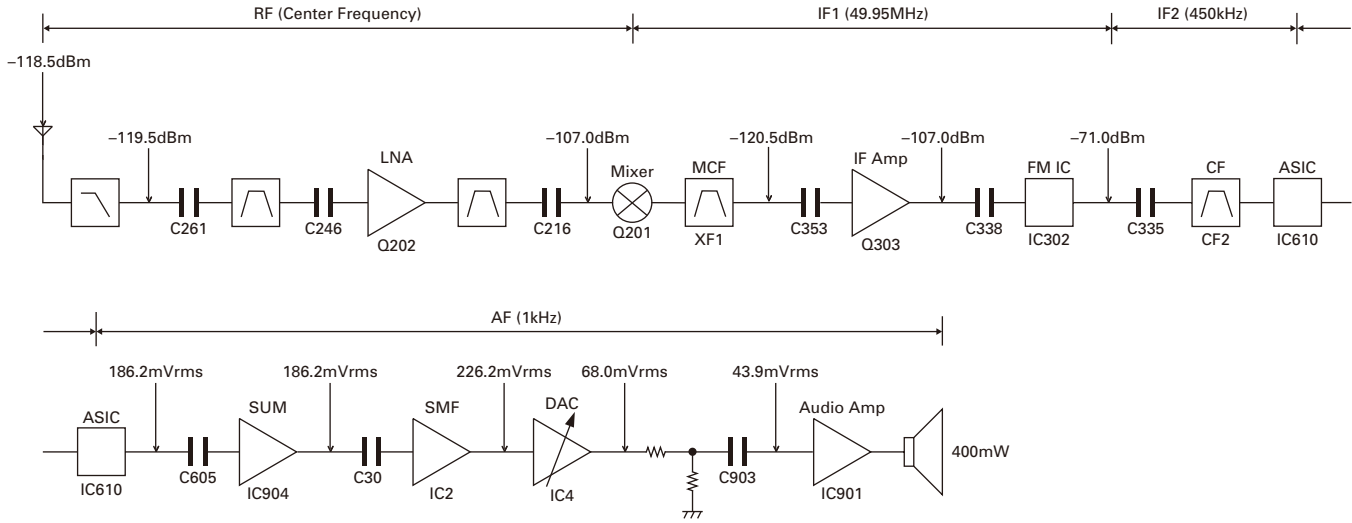 RF (Center Frequency)
IF1 (49.95MHz)
IF2 (450kHz)
–118.5dBm
–119.5dBm
–107.0dBm
–120.5dBm
–107.0dBm
–71.0dBm
LNA
Mixer
MCF
IF Amp
FM IC
CF
ASIC
C261
C246
Q202
C216
Q201
XF1
C353
Q303
C338
IC302
C335
CF2
IC610
AF (1kHz)
186.2mVrms
186.2mVrms
226.2mVrms
68.0mVrms
43.9mVrms
ASIC
SUM
SMF
DAC
Audio Amp
400mW
IC610
C605
IC904
C30
IC2
IC4
C903
IC901